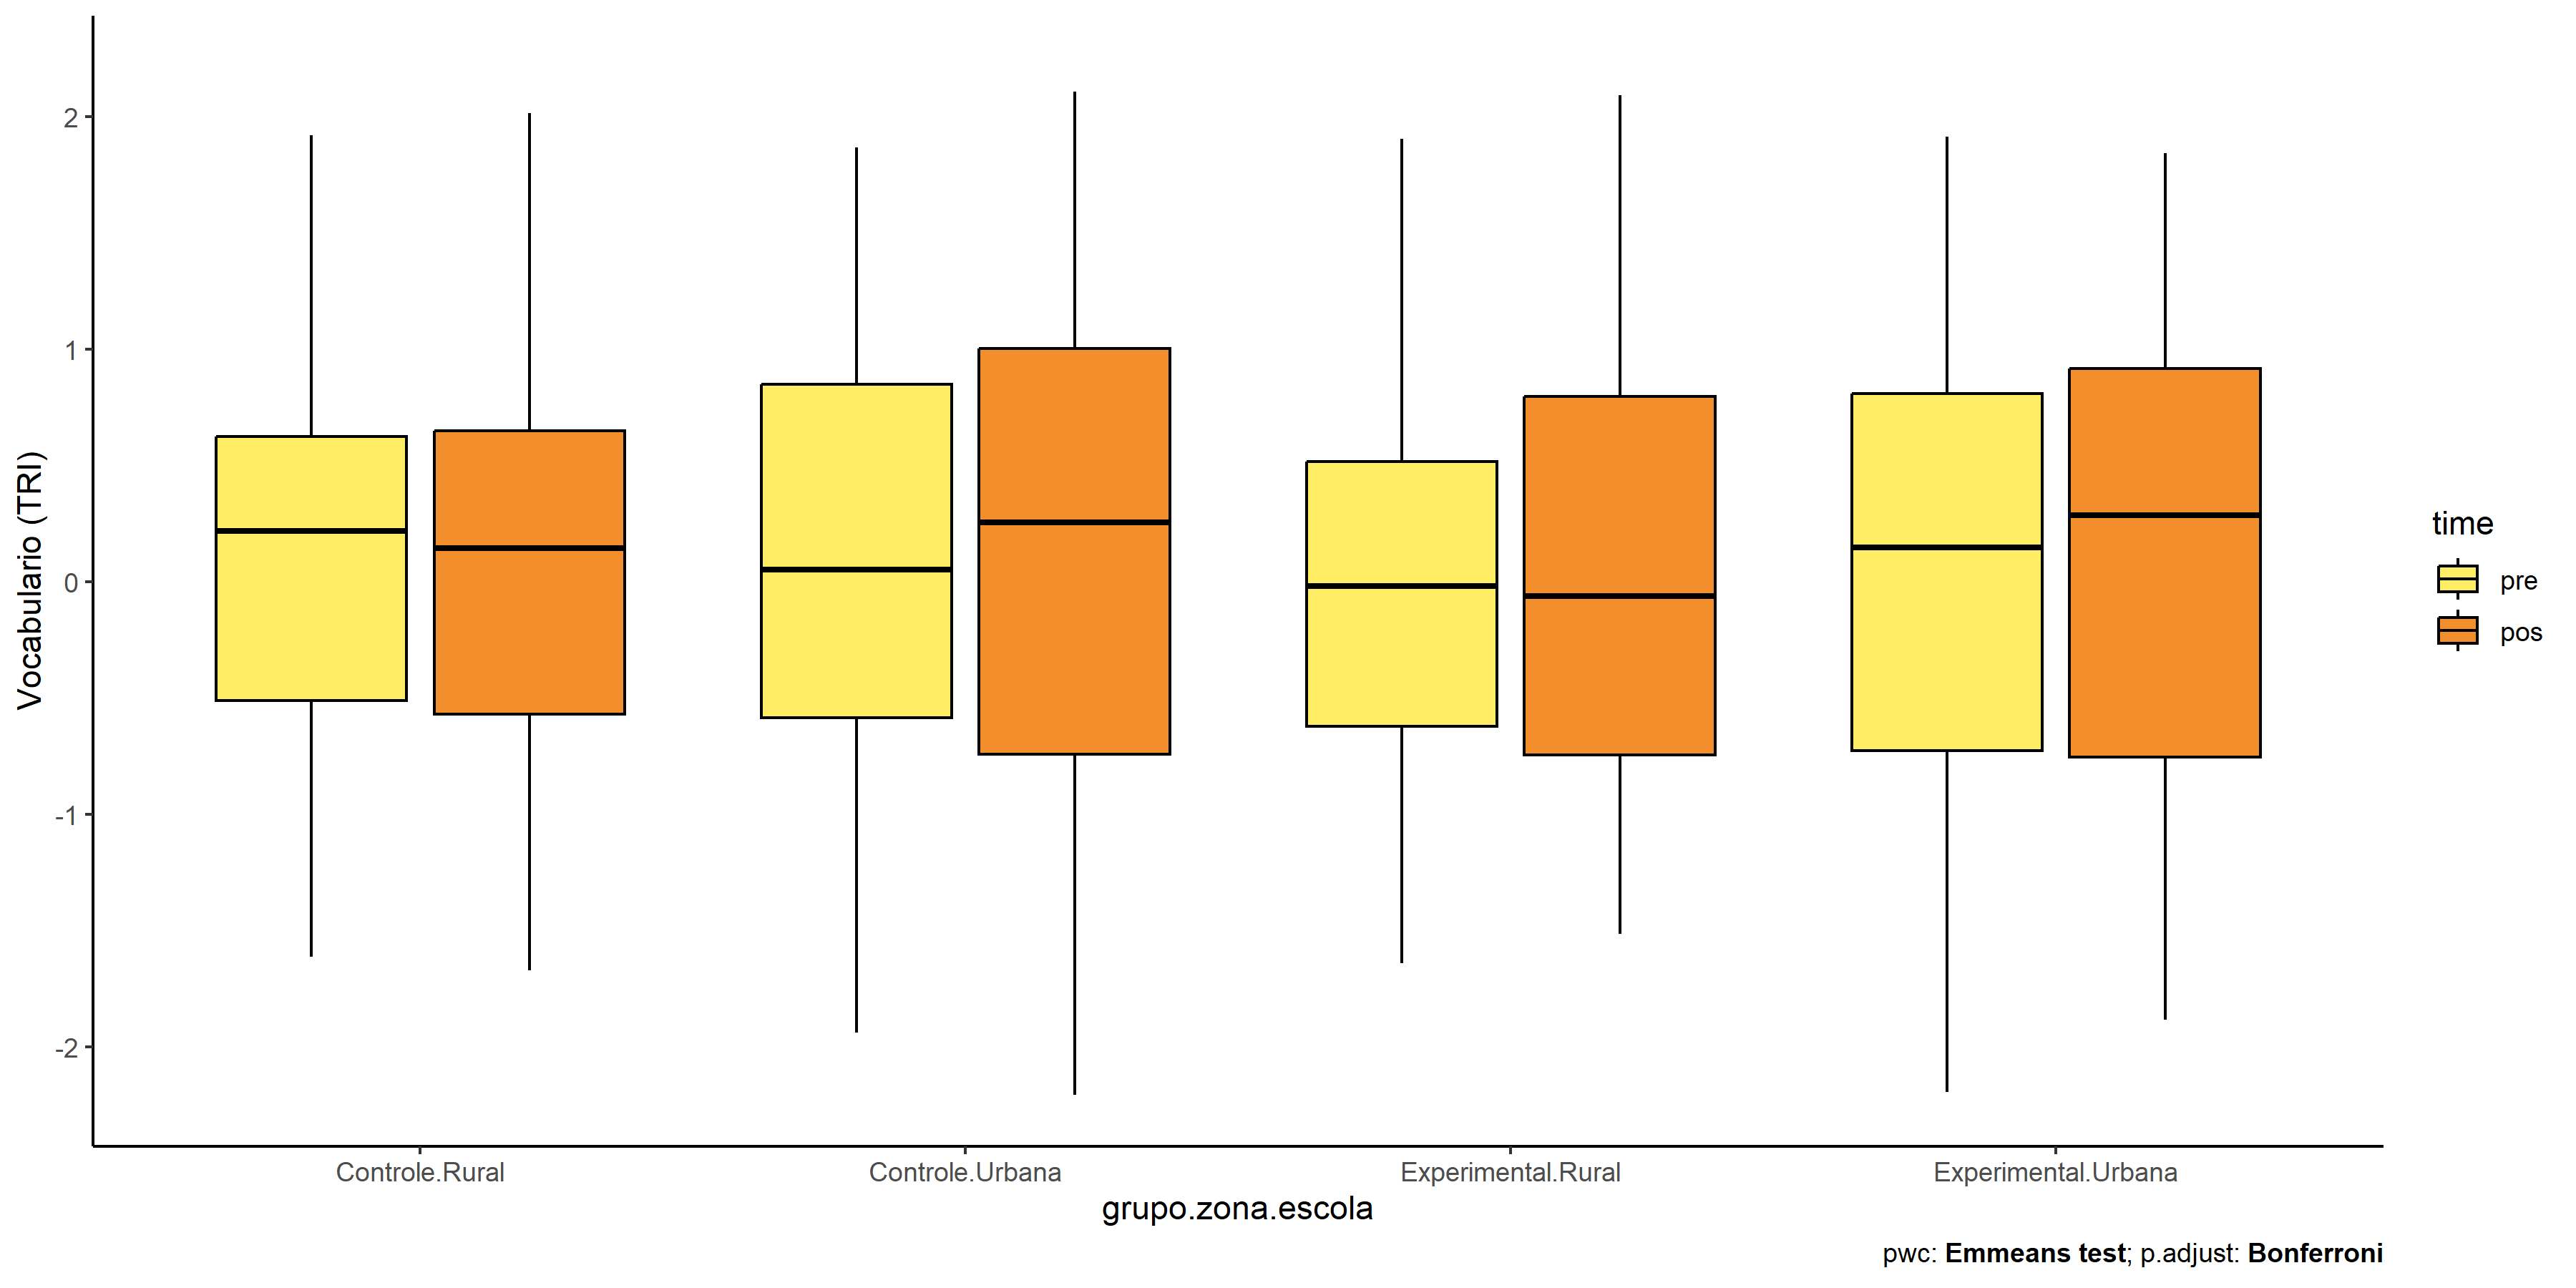 Vocabulario (TRI)
2
1
0
-1
-2
Controle.Rural
Controle.Urbana
Experimental.Rural
Experimental.Urbana
grupo.zona.escola
time
pre
pos
pwc: Emmeans test; p.adjust: Bonferroni